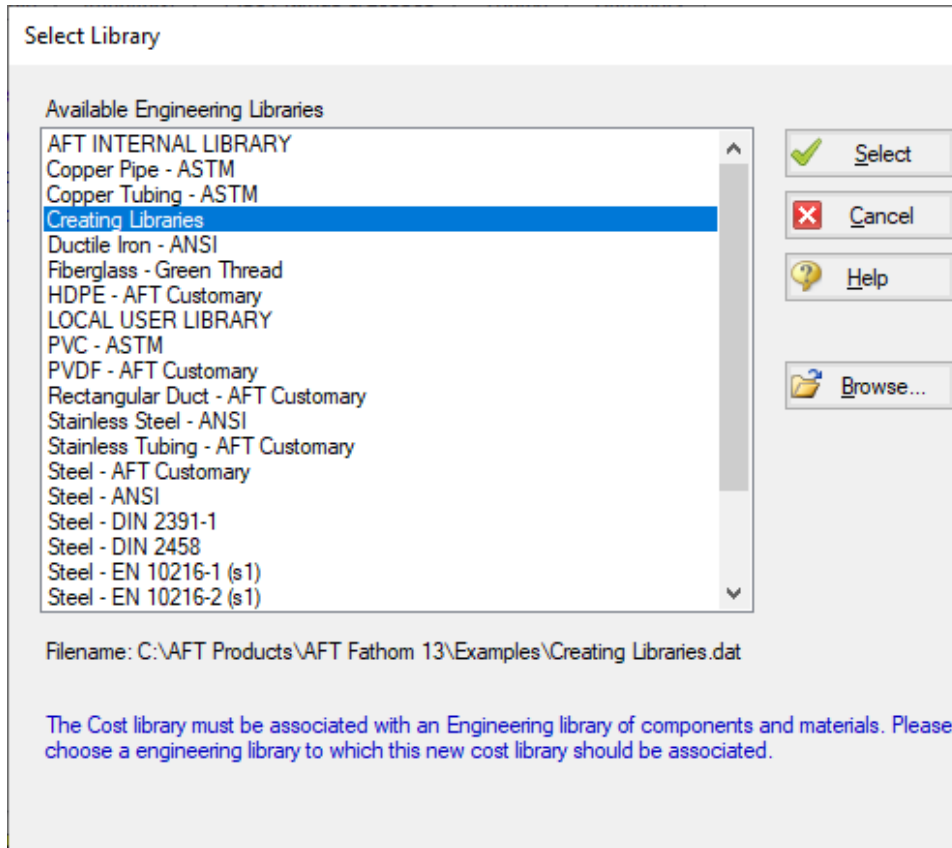 Select Library
Available Engineering Libraries
AFT INTERNAL LIBRARY
Copper Pipe - ASTM
Copper Tubing - ASTM
Creating Libraries
Ductile Iron - ANSI
Fiberglass - Green Thread
HDPE - AFT Customary
LOCAL USER LIBRARY
PVC - ASTM
PVDF - AFT Customary
Rectangular Duct - AFT Customary
Stainless Steel - ANSI
Stainless Tubing - AFT Customary
Steel - AFT Customary
Steel - ANSI
Steel - DIN 2391-1
Steel - DIN 2458
Steel - EN 10216-1 (s1)
Steel - EN 10216-2 (s1)
Select
Cancel
Help
Browse...
Filename: C:\AFT Products\AFT Fathom 13\Examples\Creating Libraries.dat
The Cost library must be associated with an Engineering library of components and materials. Please
choose a engineering library to which this new cost library should be associated.